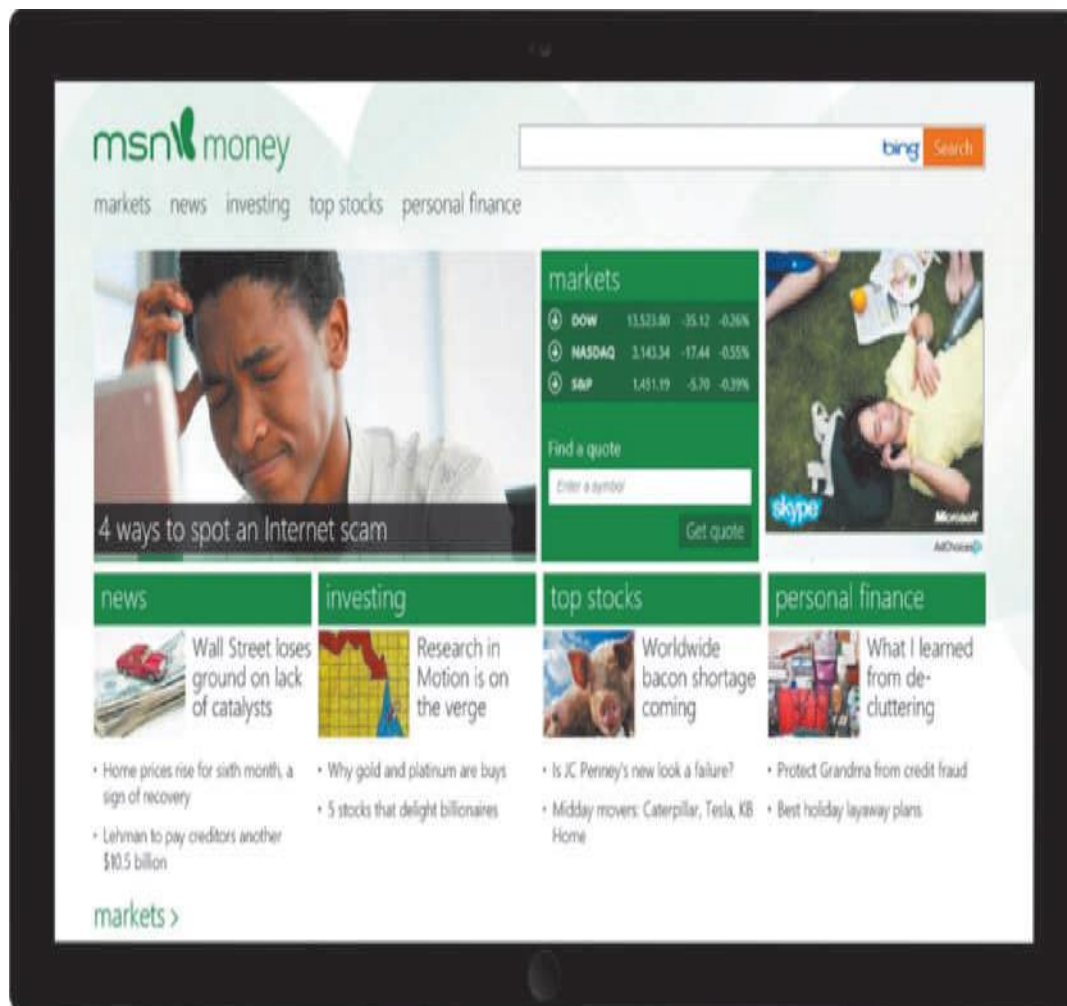 msn money
bing Search
markets news investing top stocks personal finance
4 ways to spot an Internet scam
markets
DOW 13,523.80 -35.12 -0.26%
NASDAQ 3,143.34 -17.44 -0.55%
S&P 1,451.19 -5.70 -0.39%
Find a quote
Enter a symbol
Get quote
skype
Microsoft
AdChoices
news
Wall Street loses
ground on lack
of catalysts
• Home prices rise for sixth month, a
sign of recovery
• Lehman to pay creditors another
$10.5 billion
investing
Research in
Motion is on
the verge
• Why gold and platinum are buys
• 5 stocks that delight billionaires
top stocks
Worldwide
bacon shortage
coming
• Is JC Penney's new look a failure?
• Midday movers: Caterpillar, Tesla, KB
Home
personal finance
What I learned
from de-
cluttering
• Protect Grandma from credit fraud
• Best holiday layaway plans
markets >